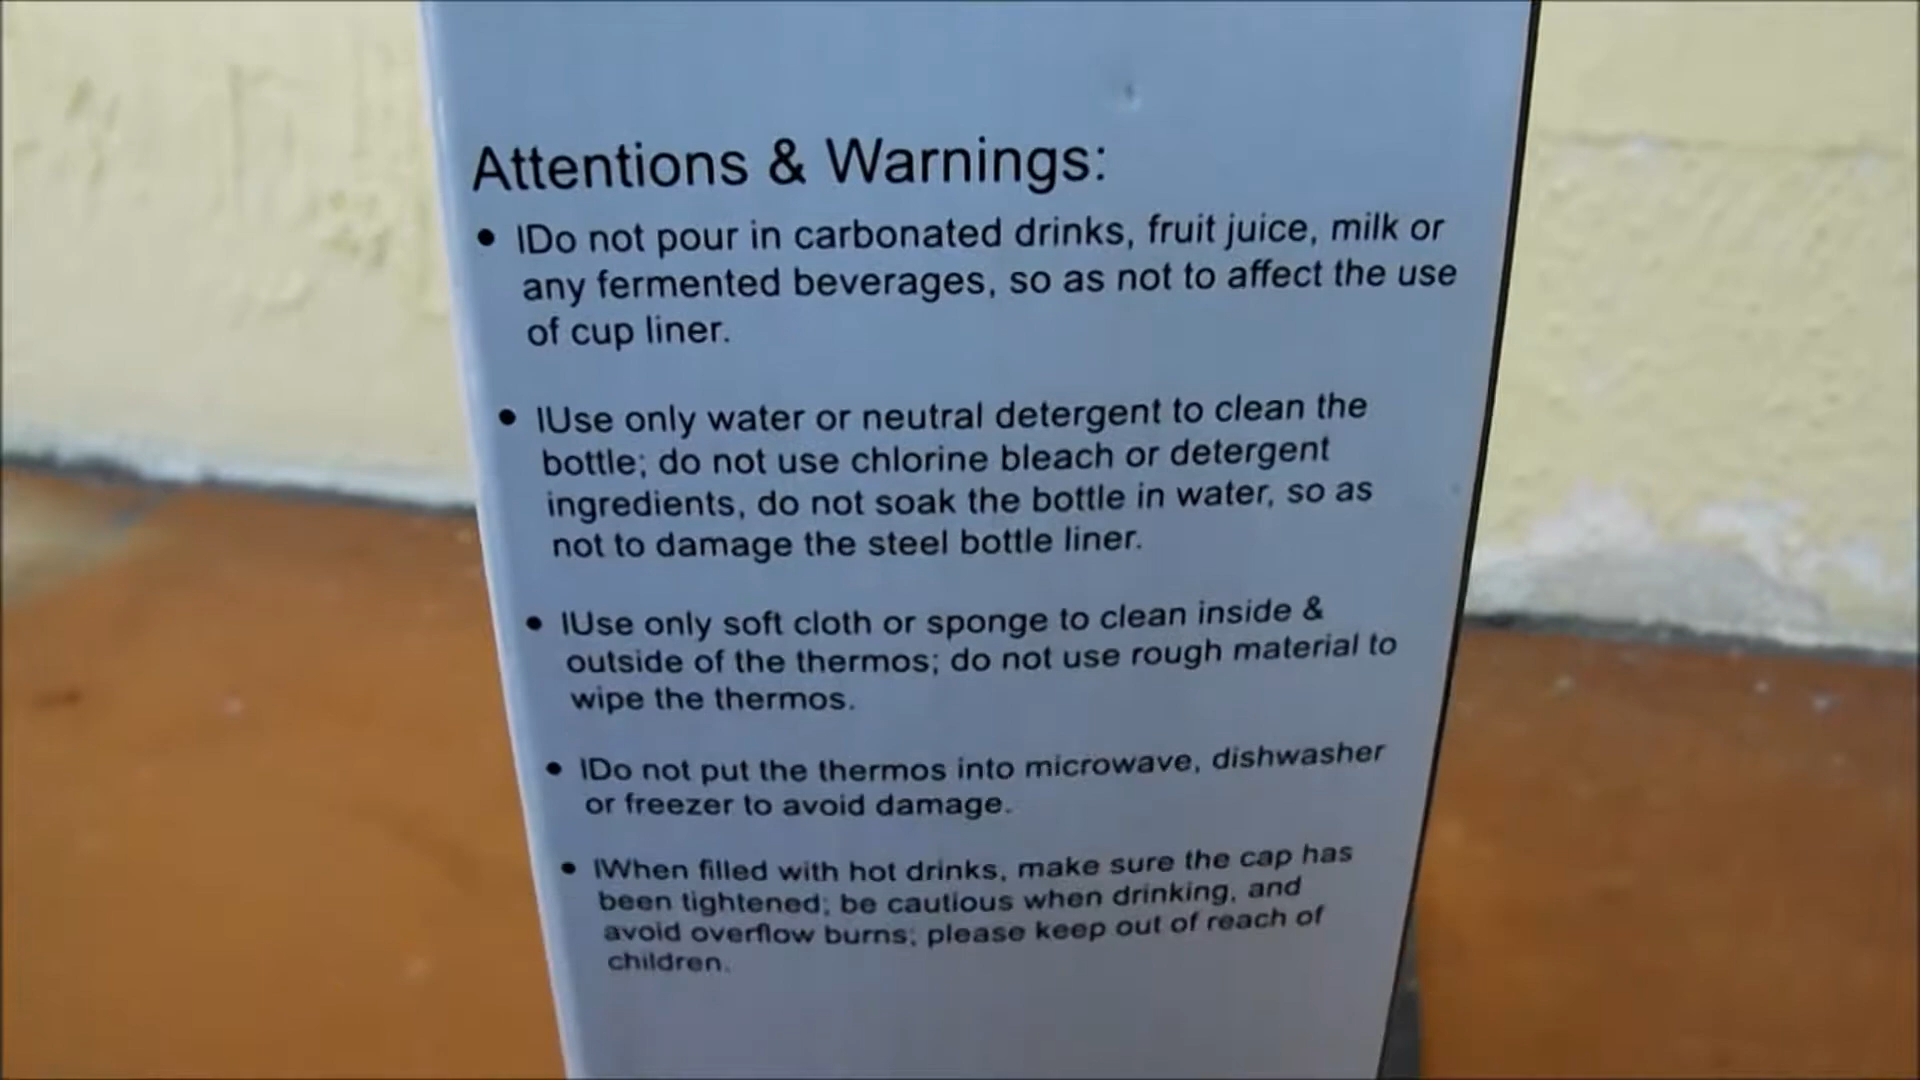 Attentions & Warnings:
• IDo not pour in carbonated drinks, fruit juice, milk or
any fermented beverages, so as not to affect the use
of cup liner.
• IUse only water or neutral detergent to clean the
bottle; do not use chlorine bleach or detergent
ingredients, do not soak the bottle in water, so as
not to damage the steel bottle liner.
• IUse only soft cloth or sponge to clean inside &
outside of the thermos; do not use rough material to
wipe the thermos.
• IDo not put the thermos into microwave, dishwasher
or freezer to avoid damage.
• IWhen filled with hot drinks, make sure the cap has
been tightened; be cautious when drinking, and
avoid overflow burns; please keep out of reach of
children.